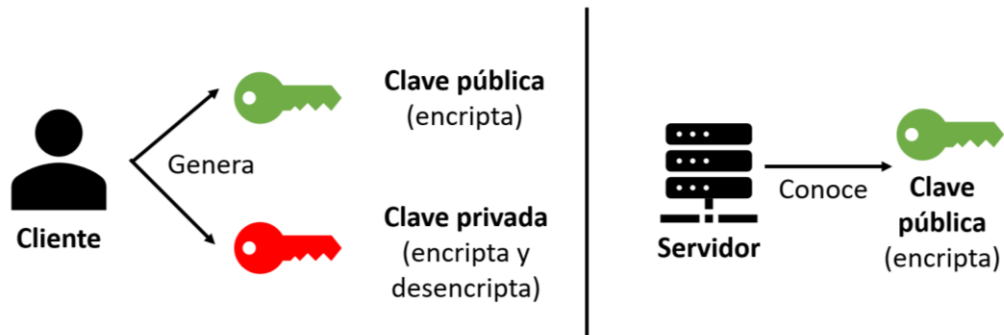 Clave pública
(encripta)
Genera
Cliente
Clave privada
(encripta y
desencripta)
Conoce
Servidor
Clave
pública
(encripta)